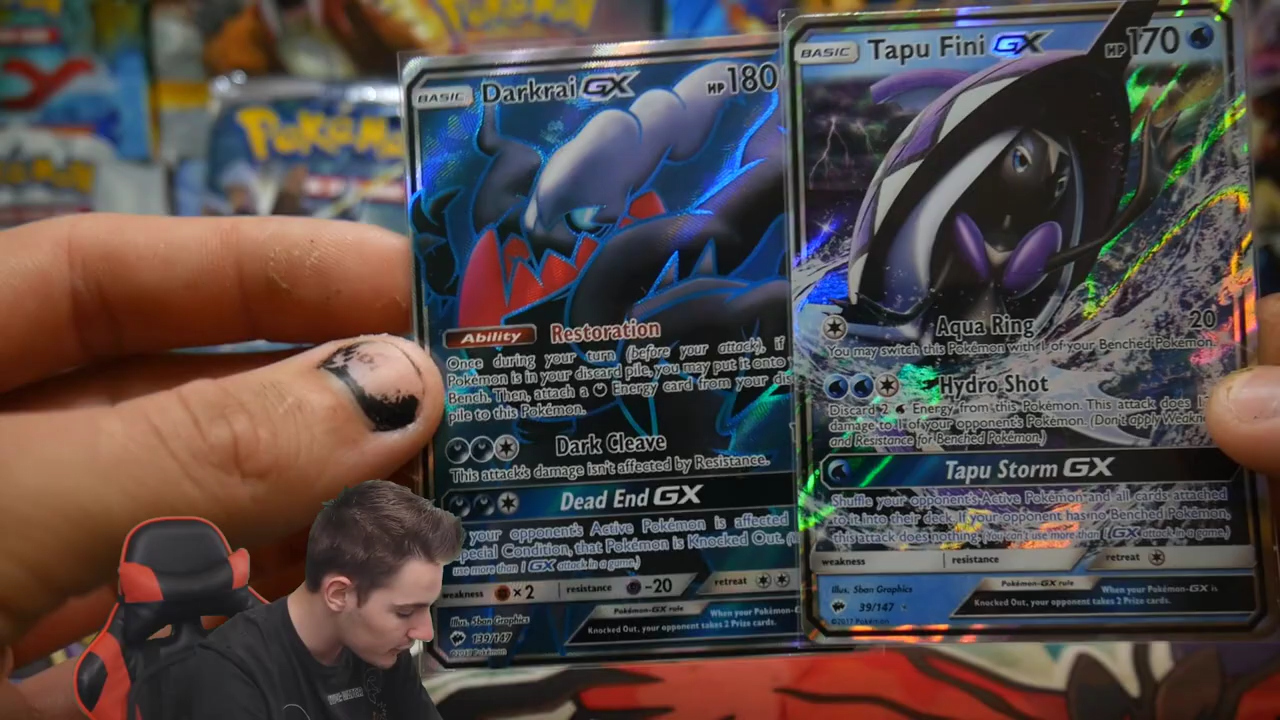 Pokémon
BASIC
Darkrai GX
HP 180
Ability
Restoration
Once during your turn (before your attack), if
Pokémon is in your discard pile, you may put it onto
Bench. Then, attach a Energy card from your dis
pile to this Pokémon.
Dark Cleave
This attack's damage isn't affected by Resistance.
Dead End GX
your opponent's Active Pokémon is affected
pecial Condition, that Pokémon is Knocked Out.
use more than 1 GX attack in a game.)
weakness ×2 resistance -20 retreat
Illus. 5ban Graphics
139/147
©2017 Pokémon
Pokémon-GX rule
When your Pokémon-
Knocked Out, your opponent takes 2 Prize cards.
BASIC
Tapu Fini GX
HP 170
Aqua Ring 20
You may switch this Pokémon with 1 of your Benched Pokémon.
Hydro Shot
Discard 2 Energy from this Pokémon. This attack does 1
damage to 1 of your opponent's Pokémon. (Don't apply Weakn
and Resistance for Benched Pokémon.)
Tapu Storm GX
Shuffle your opponent's Active Pokémon and all cards attached
to it into their deck. If your opponent has no Benched Pokémon,
this attack does nothing. (You can't use more than 1 GX attack in a game.)
weakness resistance retreat
Illus. 5ban Graphics
39/147
©2017 Pokémon
Pokémon-GX rule
When your Pokémon-GX is
Knocked Out, your opponent takes 2 Prize cards.